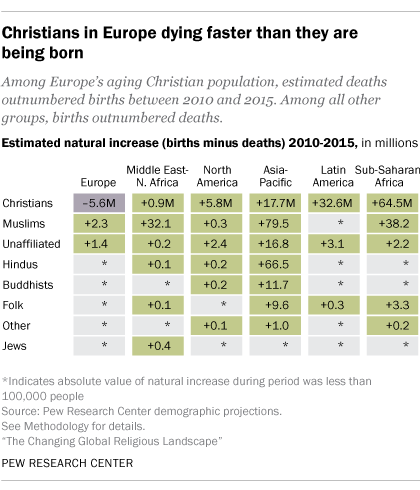 Christians in Europe dying faster than they are
being born
Among Europe's aging Christian population, estimated deaths
outnumbered births between 2010 and 2015. Among all other
groups, births outnumbered deaths.
Estimated natural increase (births minus deaths) 2010-2015, in millions
Europe Middle East-N. Africa North America Asia-Pacific Latin America Sub-Saharan Africa
Christians –5.6M +0.9M +5.8M +17.7M +32.6M +64.5M
Muslims +2.3 +32.1 +0.3 +79.5 * +38.2
Unaffiliated +1.4 +0.2 +2.4 +16.8 +3.1 +2.2
Hindus * +0.1 +0.2 +66.5 * *
Buddhists * * +0.2 +11.7 * *
Folk * +0.1 * +9.6 +0.3 +3.3
Other * * +0.1 +1.0 * +0.2
Jews * +0.4 * * * *
*Indicates absolute value of natural increase during period was less than
100,000 people
Source: Pew Research Center demographic projections.
See Methodology for details.
"The Changing Global Religious Landscape"
PEW RESEARCH CENTER